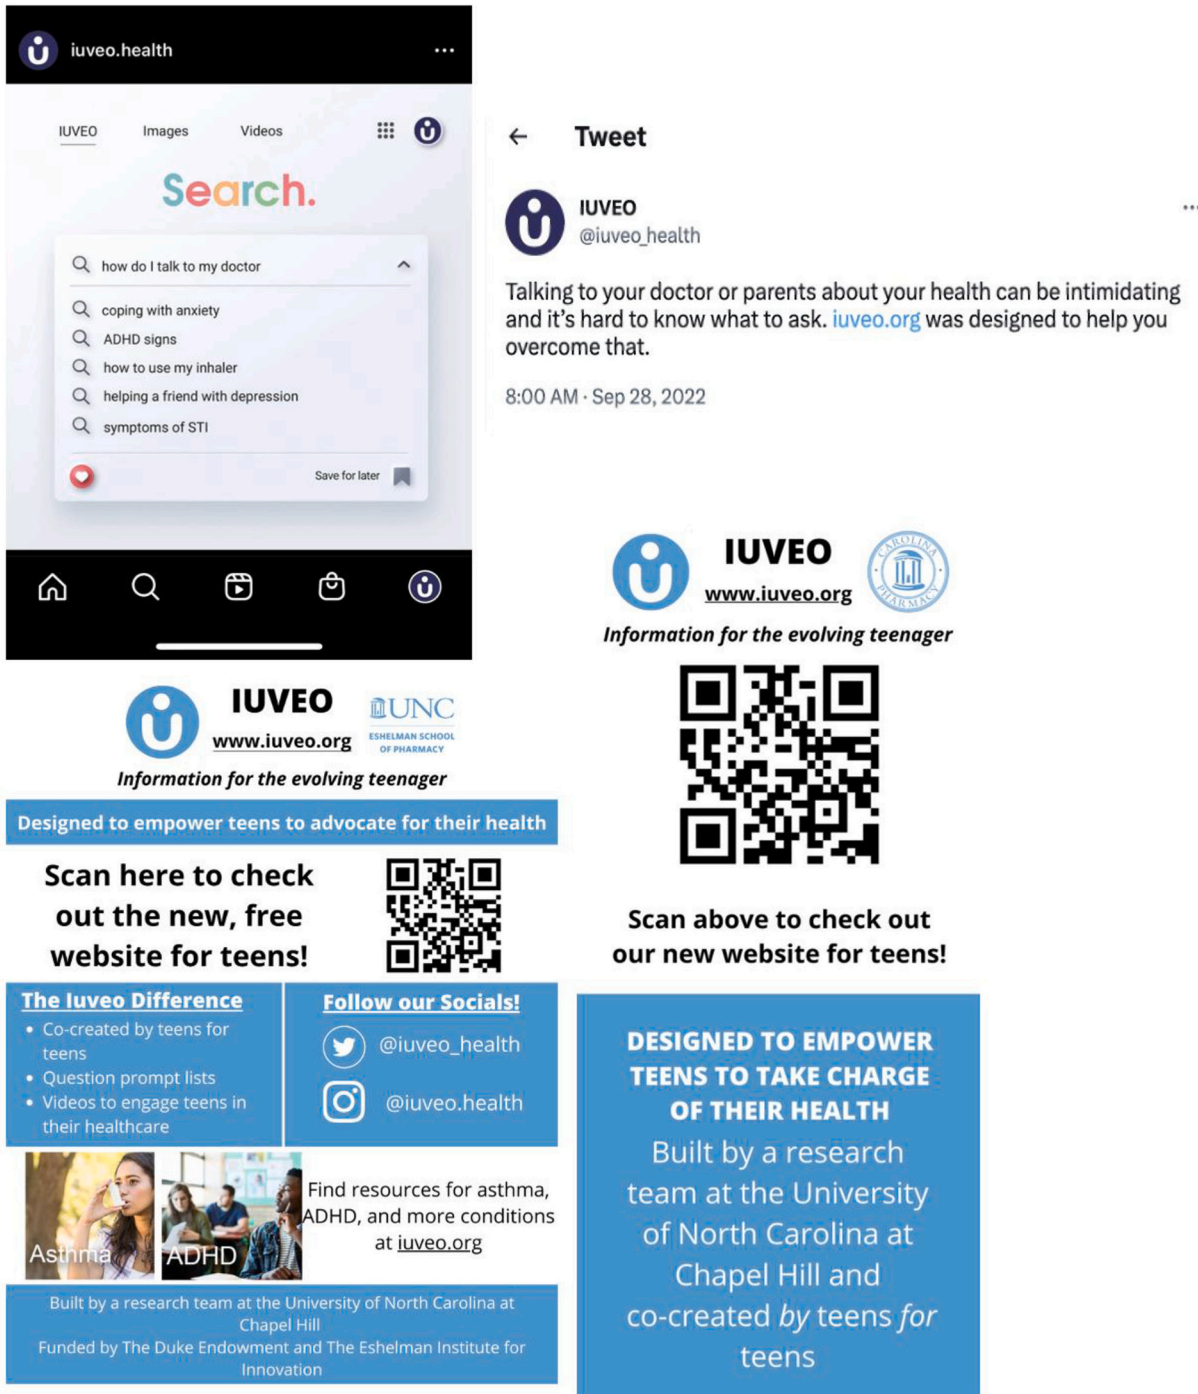 iuveo.health
IUVEO Images Videos
Search.
how do I talk to my doctor
coping with anxiety
ADHD signs
how to use my inhaler
helping a friend with depression
symptoms of STI
Save for later
← Tweet
IUVEO
@iuveo_health
Talking to your doctor or parents about your health can be intimidating
and it's hard to know what to ask. iuveo.org was designed to help you
overcome that.
8:00 AM · Sep 28, 2022
IUVEO
www.iuveo.org
UNC
ESHELMAN SCHOOL
OF PHARMACY
Information for the evolving teenager
Designed to empower teens to advocate for their health
Scan here to check
out the new, free
website for teens!
The Iuveo Difference
• Co-created by teens for
teens
• Question prompt lists
• Videos to engage teens in
their healthcare
Follow our Socials!
@iuveo_health
@iuveo.health
Asthma
ADHD
Find resources for asthma,
ADHD, and more conditions
at iuveo.org
Built by a research team at the University of North Carolina at
Chapel Hill
Funded by The Duke Endowment and The Eshelman Institute for
Innovation
IUVEO
www.iuveo.org
CAROLINA
PHARMACY
Information for the evolving teenager
Scan above to check out
our new website for teens!
DESIGNED TO EMPOWER
TEENS TO TAKE CHARGE
OF THEIR HEALTH
Built by a research
team at the University
of North Carolina at
Chapel Hill and
co-created by teens for
teens